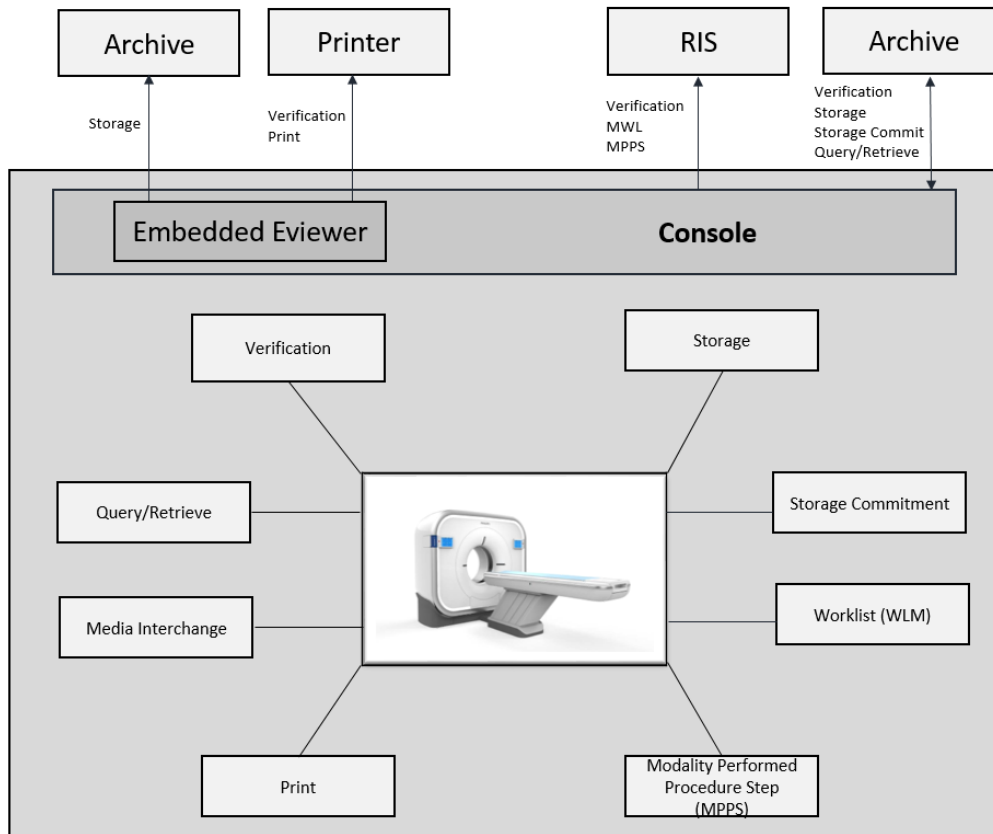 Archive
Printer
RIS
Archive
Storage
Verification
Print
Verification
MWL
MPPS
Verification
Storage
Storage Commit
Query/Retrieve
Embedded Eviewer
Console
Verification
Storage
Query/Retrieve
Storage Commitment
Media Interchange
Worklist (WLM)
Print
Modality Performed
Procedure Step
(MPPS)